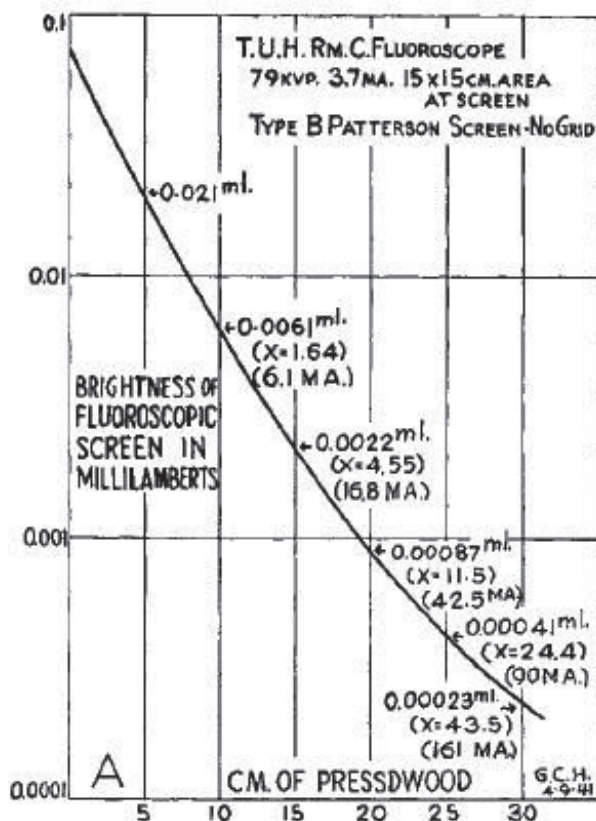 0.1
T.U.H. RM.C. FLUOROSCOPE
79 KVP. 3.7 MA. 15 X 15 CM. AREA
AT SCREEN
TYPE B PATTERSON SCREEN-NO GRID
0.021 ml.
0.01
0.0061 ml.
(X=1.64)
(6.1 MA.)
BRIGHTNESS OF
FLUOROSCOPIC
SCREEN IN
MILLILAMBERTS
0.0022 ml.
(X=4.55)
(16.8 MA)
0.001
0.00087 ml.
(X=11.5)
(42.5 MA)
0.00041 ml.
(X=24.4)
(90 MA.)
0.00023 ml.
(X=43.5)
(161 MA.)
A
CM. OF PRESSDWOOD
G.C.H.
4-9-41
0.0001
5 10 15 20 25 30